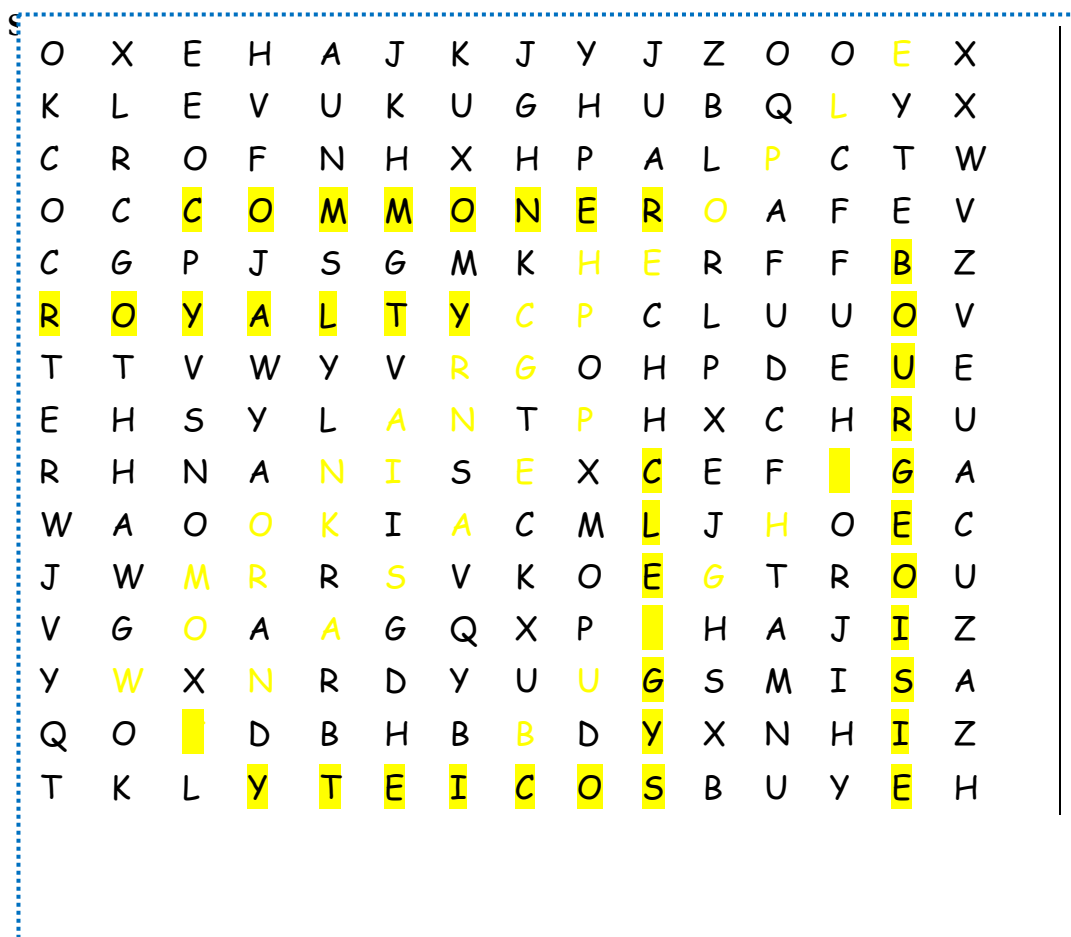 S
O X E H A J K J Y J Z O O E X
K L E V U K U G H U B Q L Y X
C R O F N H X H P A L P C T W
O C C O M M O N E R O A F E V
C G P J S G M K H E R F F B Z
R O Y A L T Y C P C L U U O V
T T V W Y V R G O H P D E U E
E H S Y L A N T P H X C H R U
R H N A N I S E X C E F G A
W A O O K I A C M L J H O E C
J W M R R S V K O E G T R O U
V G O A A G Q X P H A J I Z
Y W X N R D Y U U G S M I S A
Q O D B H B B D Y X N H I Z
T K L Y T E I C O S B U Y E H